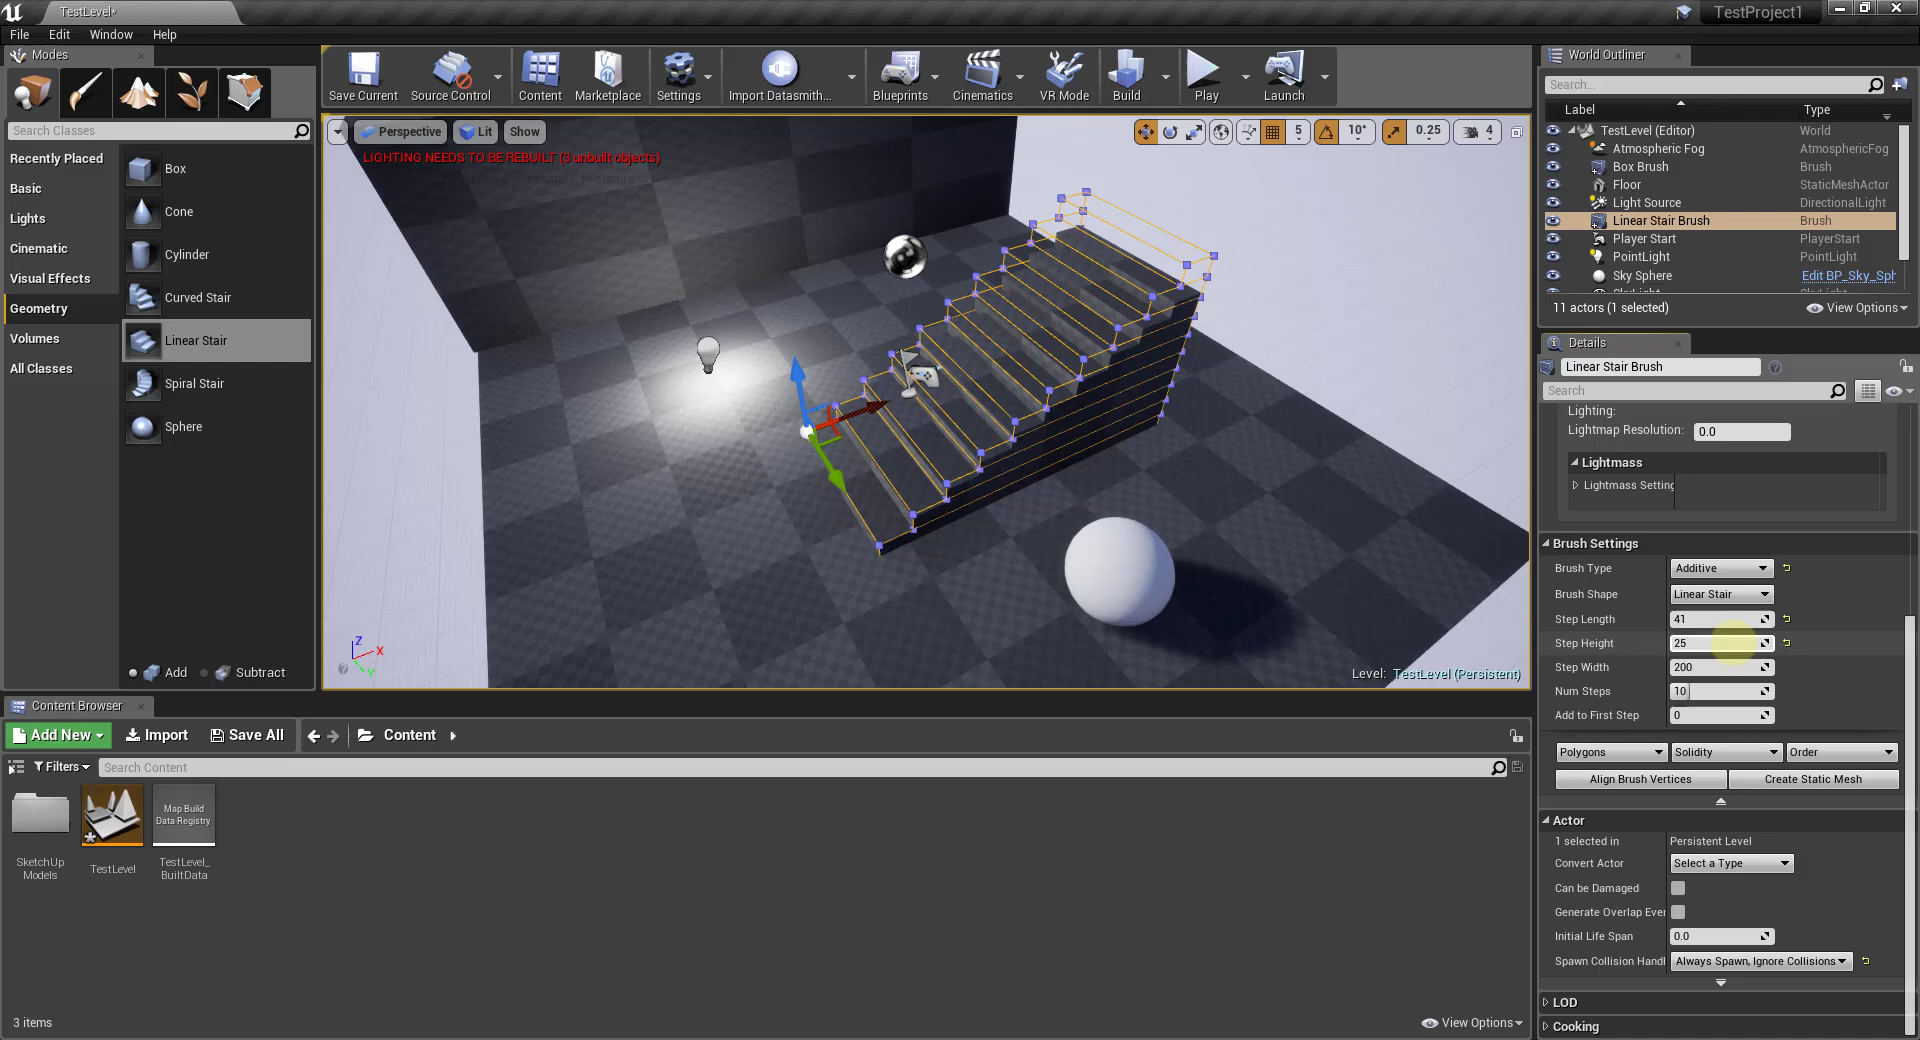 TestLevel*
TestProject1
File Edit Window Help
Modes
Search Classes
Recently Placed
Basic
Lights
Cinematic
Visual Effects
Geometry
Volumes
All Classes
Box
Cone
Cylinder
Curved Stair
Linear Stair
Spiral Stair
Sphere
Add
Subtract
Save Current
Source Control
Content
Marketplace
Settings
Import Datasmith...
Blueprints
Cinematics
VR Mode
Build
Play
Launch
Perspective
Lit
Show
5
10°
0.25
4
LIGHTING NEEDS TO BE REBUILT (3 unbuilt objects)
Z
X
Y
Level: TestLevel (Persistent)
World Outliner
Search...
Label Type
TestLevel (Editor) World
Atmospheric Fog AtmosphericFog
Box Brush Brush
Floor StaticMeshActor
Light Source DirectionalLight
Linear Stair Brush Brush
Player Start PlayerStart
PointLight PointLight
Sky Sphere Edit BP_Sky_Sph
11 actors (1 selected)
View Options
Details
Linear Stair Brush
Search
Lighting:
Lightmap Resolution: 0.0
Lightmass
Lightmass Setting
Brush Settings
Brush Type Additive
Brush Shape Linear Stair
Step Length 41
Step Height 25
Step Width 200
Num Steps 10
Add to First Step 0
Polygons Solidity Order
Align Brush Vertices Create Static Mesh
Actor
1 selected in Persistent Level
Convert Actor Select a Type
Can be Damaged
Generate Overlap Ever
Initial Life Span 0.0
Spawn Collision Handl Always Spawn, Ignore Collisions
LOD
Cooking
Content Browser
Add New Import Save All Content
Filters Search Content
SketchUp
Models
TestLevel
Map Build
Data Registry
TestLevel_
BuiltData
3 items
View Options